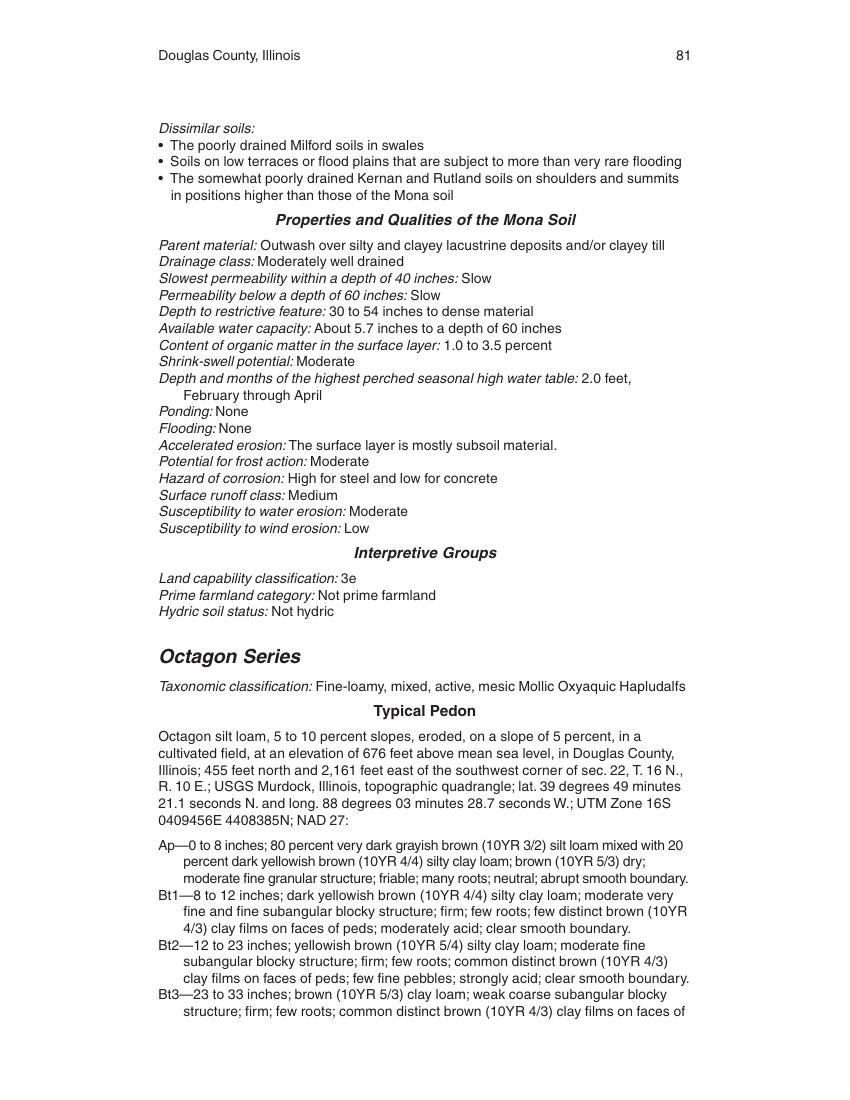 Douglas County, Illinois 81
Dissimilar soils:
• The poorly drained Milford soils in swales
• Soils on low terraces or flood plains that are subject to more than very rare flooding
• The somewhat poorly drained Kernan and Rutland soils on shoulders and summits
in positions higher than those of the Mona soil
Properties and Qualities of the Mona Soil
Parent material: Outwash over silty and clayey lacustrine deposits and/or clayey till
Drainage class: Moderately well drained
Slowest permeability within a depth of 40 inches: Slow
Permeability below a depth of 60 inches: Slow
Depth to restrictive feature: 30 to 54 inches to dense material
Available water capacity: About 5.7 inches to a depth of 60 inches
Content of organic matter in the surface layer: 1.0 to 3.5 percent
Shrink-swell potential: Moderate
Depth and months of the highest perched seasonal high water table: 2.0 feet,
February through April
Ponding: None
Flooding: None
Accelerated erosion: The surface layer is mostly subsoil material.
Potential for frost action: Moderate
Hazard of corrosion: High for steel and low for concrete
Surface runoff class: Medium
Susceptibility to water erosion: Moderate
Susceptibility to wind erosion: Low
Interpretive Groups
Land capability classification: 3e
Prime farmland category: Not prime farmland
Hydric soil status: Not hydric
Octagon Series
Taxonomic classification: Fine-loamy, mixed, active, mesic Mollic Oxyaquic Hapludalfs
Typical Pedon
Octagon silt loam, 5 to 10 percent slopes, eroded, on a slope of 5 percent, in a
cultivated field, at an elevation of 676 feet above mean sea level, in Douglas County,
Illinois; 455 feet north and 2,161 feet east of the southwest corner of sec. 22, T. 16 N.,
R. 10 E.; USGS Murdock, Illinois, topographic quadrangle; lat. 39 degrees 49 minutes
21.1 seconds N. and long. 88 degrees 03 minutes 28.7 seconds W.; UTM Zone 16S
0409456E 4408385N; NAD 27:
Ap—0 to 8 inches; 80 percent very dark grayish brown (10YR 3/2) silt loam mixed with 20
percent dark yellowish brown (10YR 4/4) silty clay loam; brown (10YR 5/3) dry;
moderate fine granular structure; friable; many roots; neutral; abrupt smooth boundary.
Bt1—8 to 12 inches; dark yellowish brown (10YR 4/4) silty clay loam; moderate very
fine and fine subangular blocky structure; firm; few roots; few distinct brown (10YR
4/3) clay films on faces of peds; moderately acid; clear smooth boundary.
Bt2—12 to 23 inches; yellowish brown (10YR 5/4) silty clay loam; moderate fine
subangular blocky structure; firm; few roots; common distinct brown (10YR 4/3)
clay films on faces of peds; few fine pebbles; strongly acid; clear smooth boundary.
Bt3—23 to 33 inches; brown (10YR 5/3) clay loam; weak coarse subangular blocky
structure; firm; few roots; common distinct brown (10YR 4/3) clay films on faces of